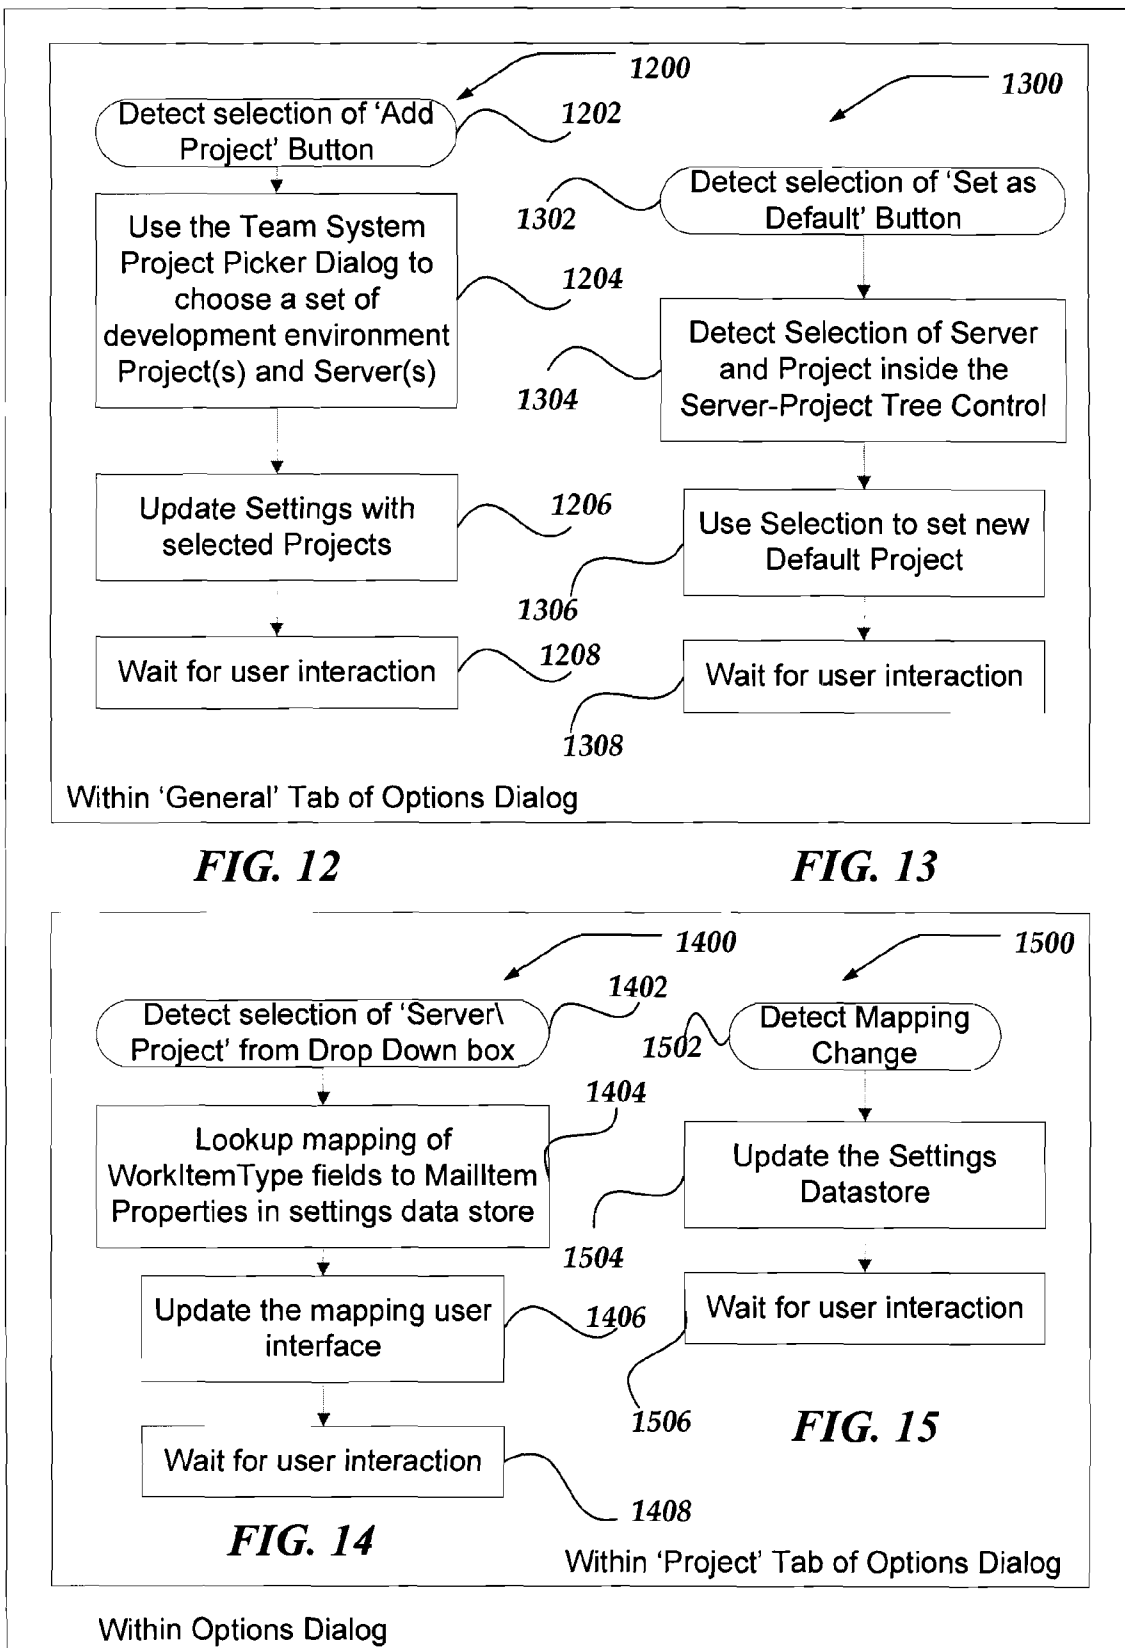 1200
Detect selection of ‘Add
Project’ Button
1202
Use the Team System
Project Picker Dialog to
choose a set of
development environment
Project(s) and Server(s)
1204
Update Settings with
selected Projects
1206
Wait for user interaction
1208
1300
Detect selection of ‘Set as
Default’ Button
1302
Detect Selection of Server
and Project inside the
Server-Project Tree Control
1304
Use Selection to set new
Default Project
1306
Wait for user interaction
1308
Within ‘General’ Tab of Options Dialog
FIG. 12
FIG. 13
1400
Detect selection of ‘Server\
Project’ from Drop Down box
1402
Lookup mapping of
WorkItemType fields to MailItem
Properties in settings data store
1404
Update the mapping user
interface
1406
Wait for user interaction
1408
FIG. 14
1500
Detect Mapping
Change
1502
Update the Settings
Datastore
1504
Wait for user interaction
1506
FIG. 15
Within ‘Project’ Tab of Options Dialog
Within Options Dialog